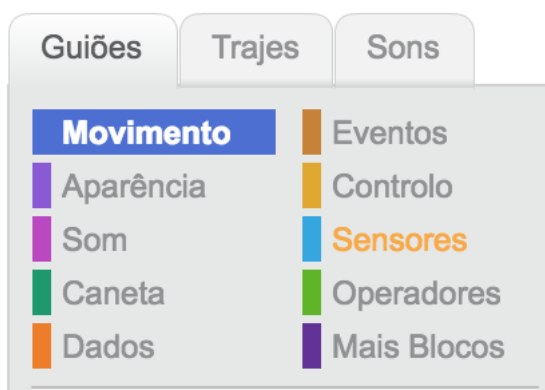 Guiões Trajes Sons
Movimento Eventos
Aparência Controlo
Som Sensores
Caneta Operadores
Dados Mais Blocos